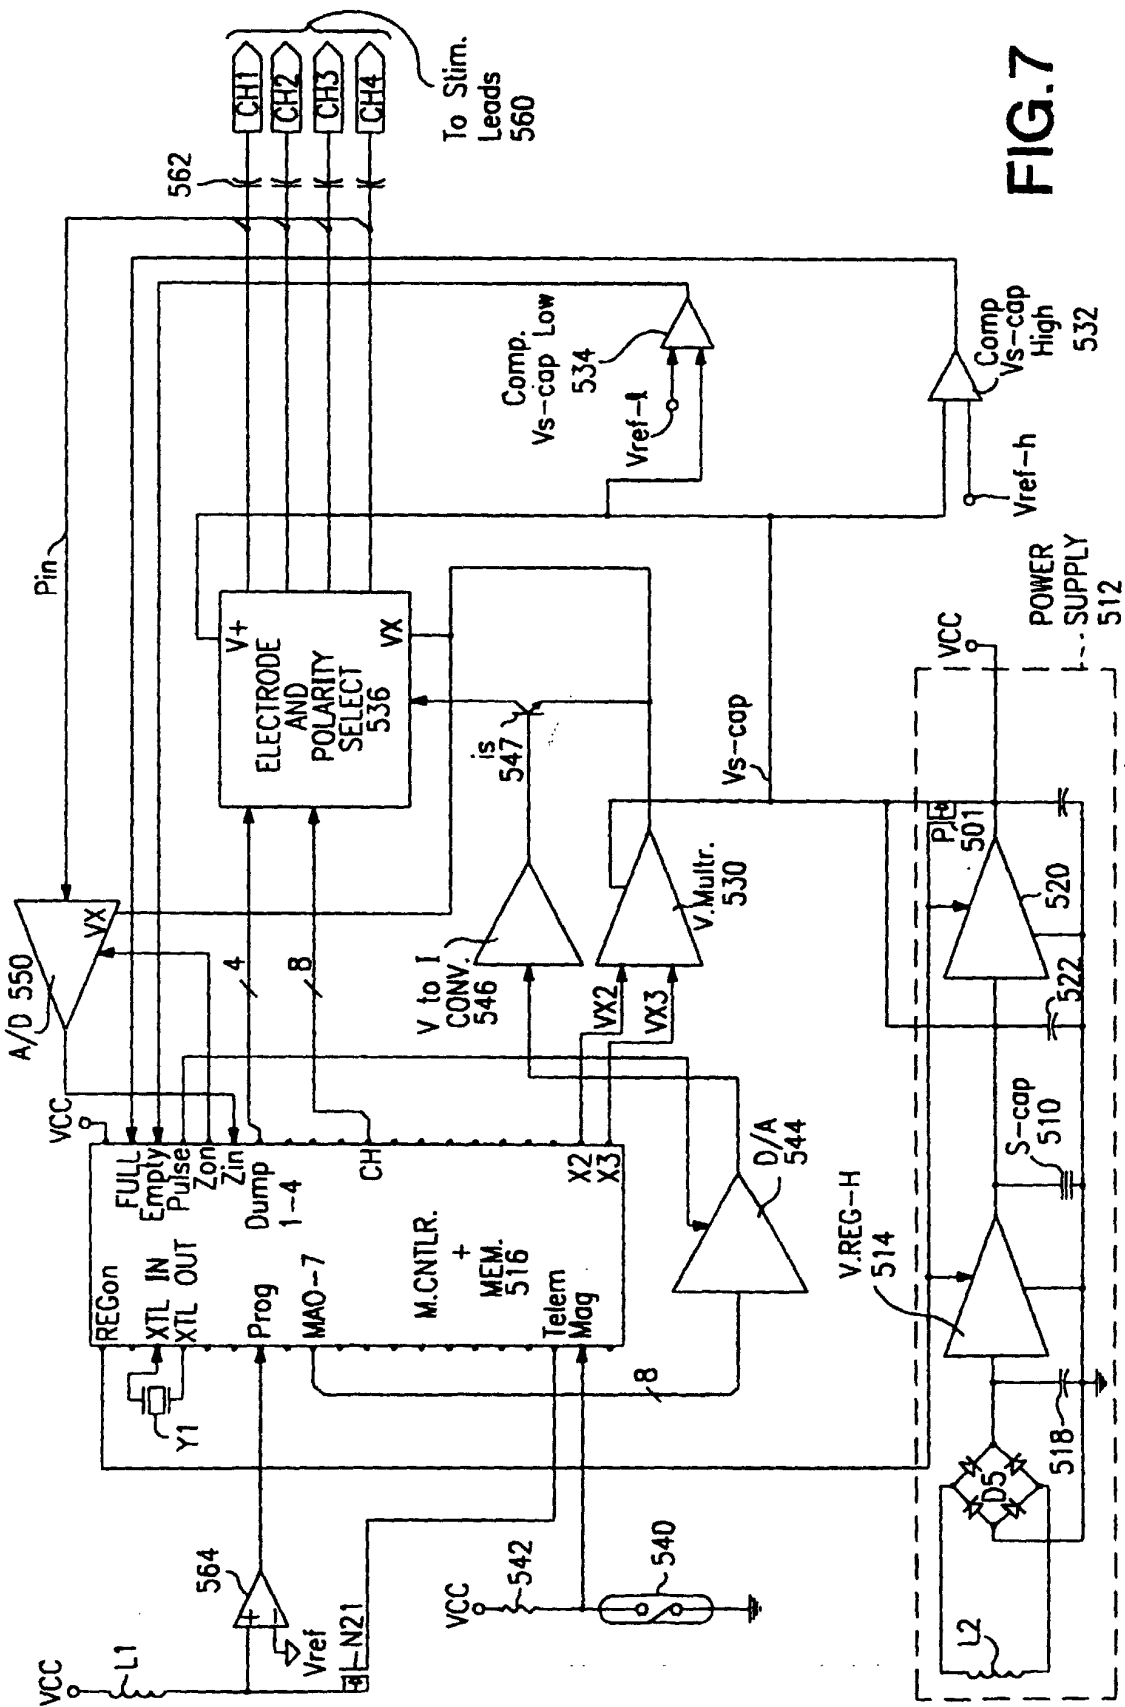 VCC
L1
Vref
564
N21
VCC
542
540
Y1
REGon
XTL IN
XTL OUT
Prog
MAO-7
M.CNTLR.
+
MEM.
516
Telem
Mag
VCC
FULL
Empty
Pulse
Zon
Zin
Dump
1-4
CH
X2
X3
8
D/A
544
A/D 550
VX
Pin
4
8
V to I
CONV.
546
VX2
VX3
V.Multr.
530
is
547
V+
ELECTRODE
AND
POLARITY
SELECT
536
VX
562
CH1
CH2
CH3
CH4
To Stim.
Leads
560
Comp.
Vs-cap Low
534
Vref-l
Comp
Vs-cap
High
532
Vref-h
Vs-cap
L2
D5
518
V.REG-H
514
S-cap
510
522
520
P
501
VCC
POWER
SUPPLY
512
FIG.7